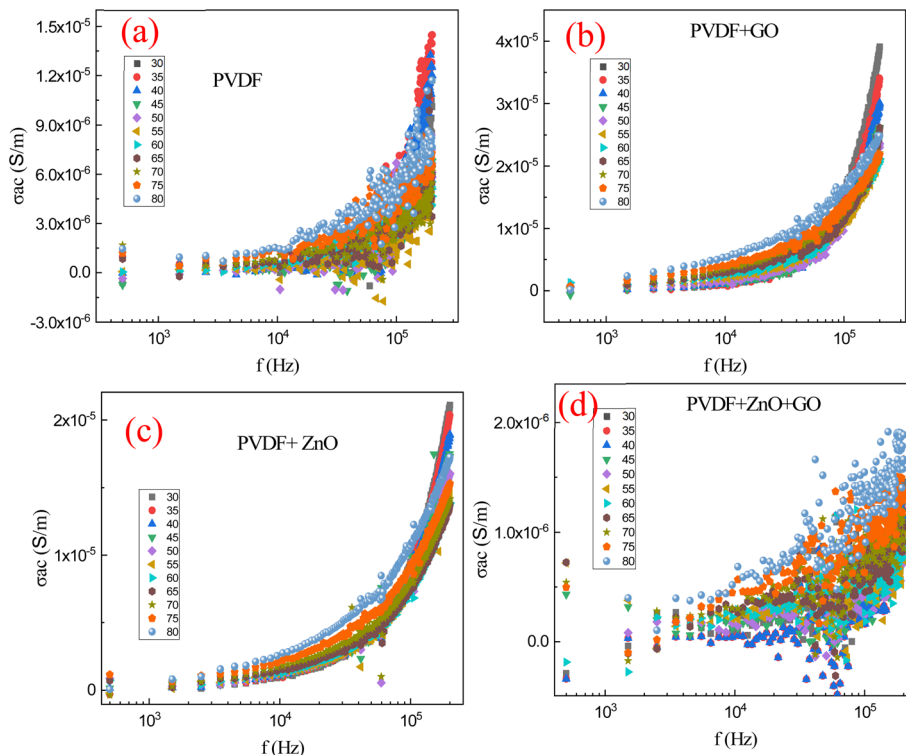 (a)
PVDF
30
35
40
45
50
55
60
65
70
75
80
1.5x10⁻⁵
1.2x10⁻⁵
9.0x10⁻⁶
6.0x10⁻⁶
3.0x10⁻⁶
0.0
-3.0x10⁻⁶
σac (S/m)
10³
10⁴
10⁵
f (Hz)
(b)
PVDF+GO
30
35
40
45
50
55
60
65
70
75
80
4x10⁻⁵
3x10⁻⁵
2x10⁻⁵
1x10⁻⁵
0
σac (S/m)
10³
10⁴
10⁵
f (Hz)
(c)
PVDF+ ZnO
30
35
40
45
50
55
60
65
70
75
80
2x10⁻⁵
1x10⁻⁵
0
σac (S/m)
10³
10⁴
10⁵
f (Hz)
(d)
PVDF+ZnO+GO
30
35
40
45
50
55
60
65
70
75
80
2.0x10⁻⁶
1.0x10⁻⁶
0.0
σac (S/m)
10³
10⁴
10⁵
f (Hz)